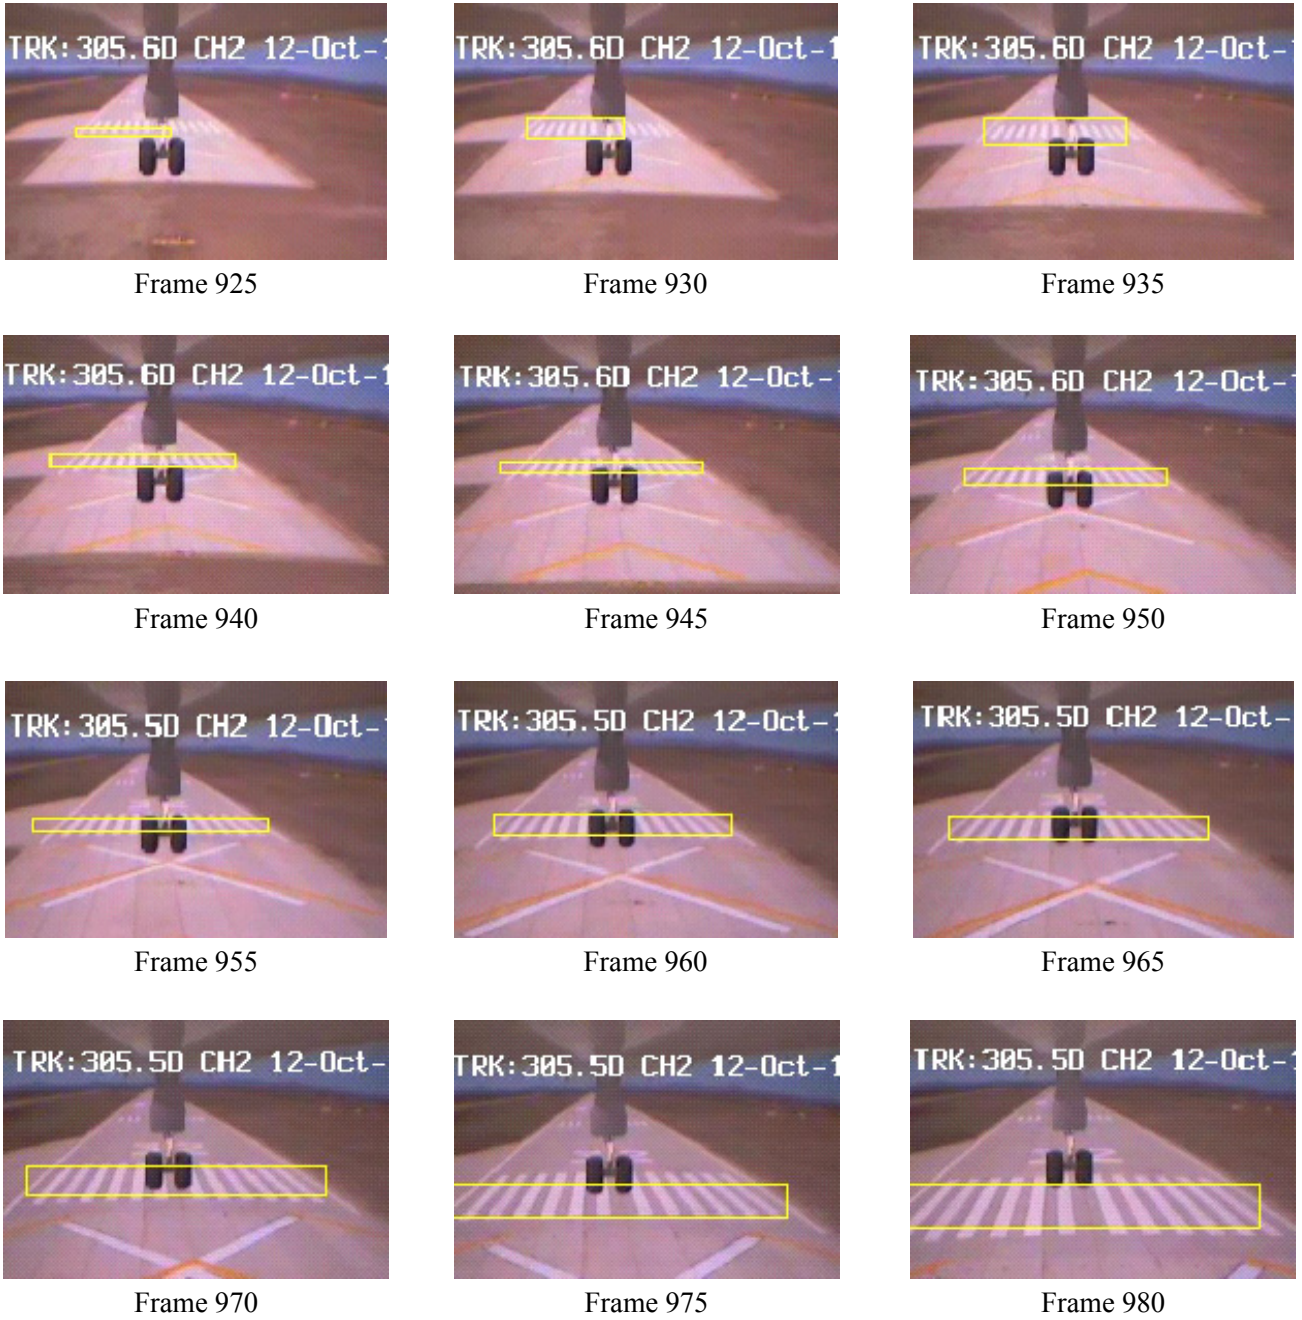 TRK:305.6D CH2 12-Oct-1
TRK:305.6D CH2 12-Oct-1
TRK:305.6D CH2 12-Oct-
Frame 925
Frame 930
Frame 935
TRK:305.6D CH2 12-Oct-1
TRK:305.6D CH2 12-Oct-
TRK:305.6D CH2 12-Oct-
Frame 940
Frame 945
Frame 950
TRK:305.5D CH2 12-Oct-
TRK:305.5D CH2 12-Oct-
TRK:305.5D CH2 12-Oct-
Frame 955
Frame 960
Frame 965
TRK:305.5D CH2 12-Oct-
TRK:305.5D CH2 12-Oct-1
TRK:305.5D CH2 12-Oct-
Frame 970
Frame 975
Frame 980